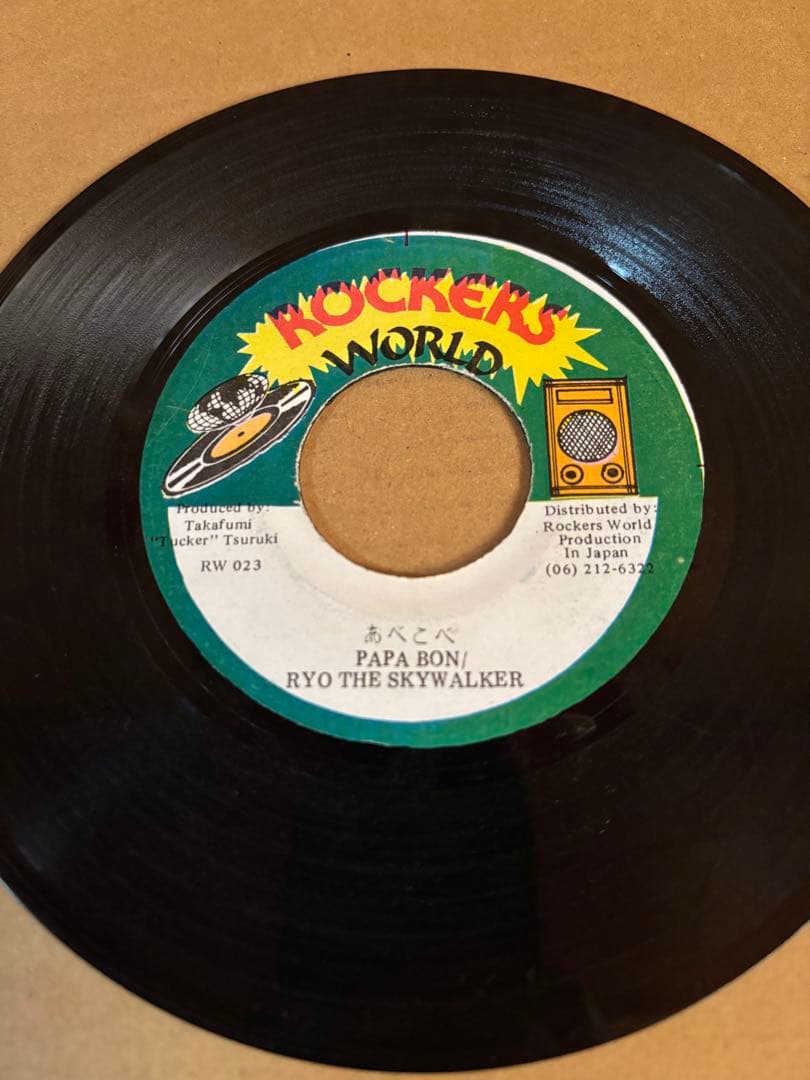 ROCKERS
WORLD
Produced by:
Takafumi
"Tucker" Tsuruki
RW 023
Distributed by:
Rockers World
Production
In Japan
(06) 212-6322
あべこべ
PAPA BON/
RYO THE SKYWALKER